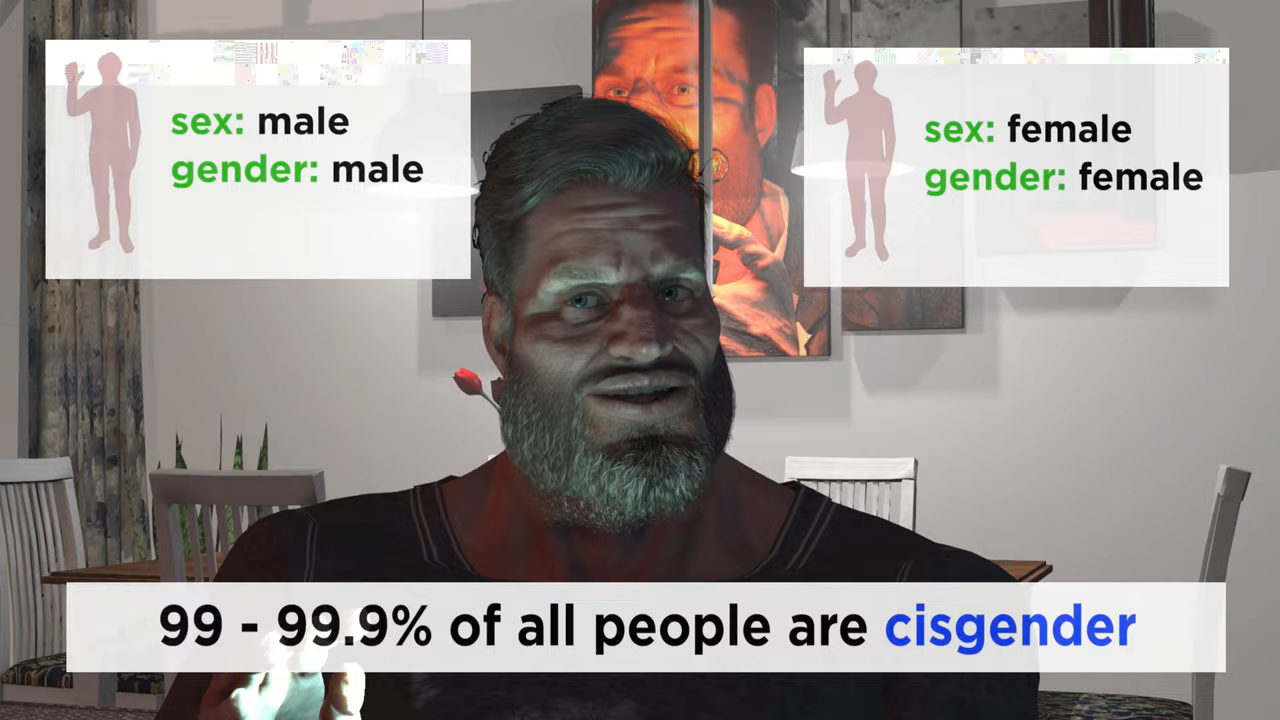 sex: male
gender: male
sex: female
gender: female
99 - 99.9% of all people are cisgender